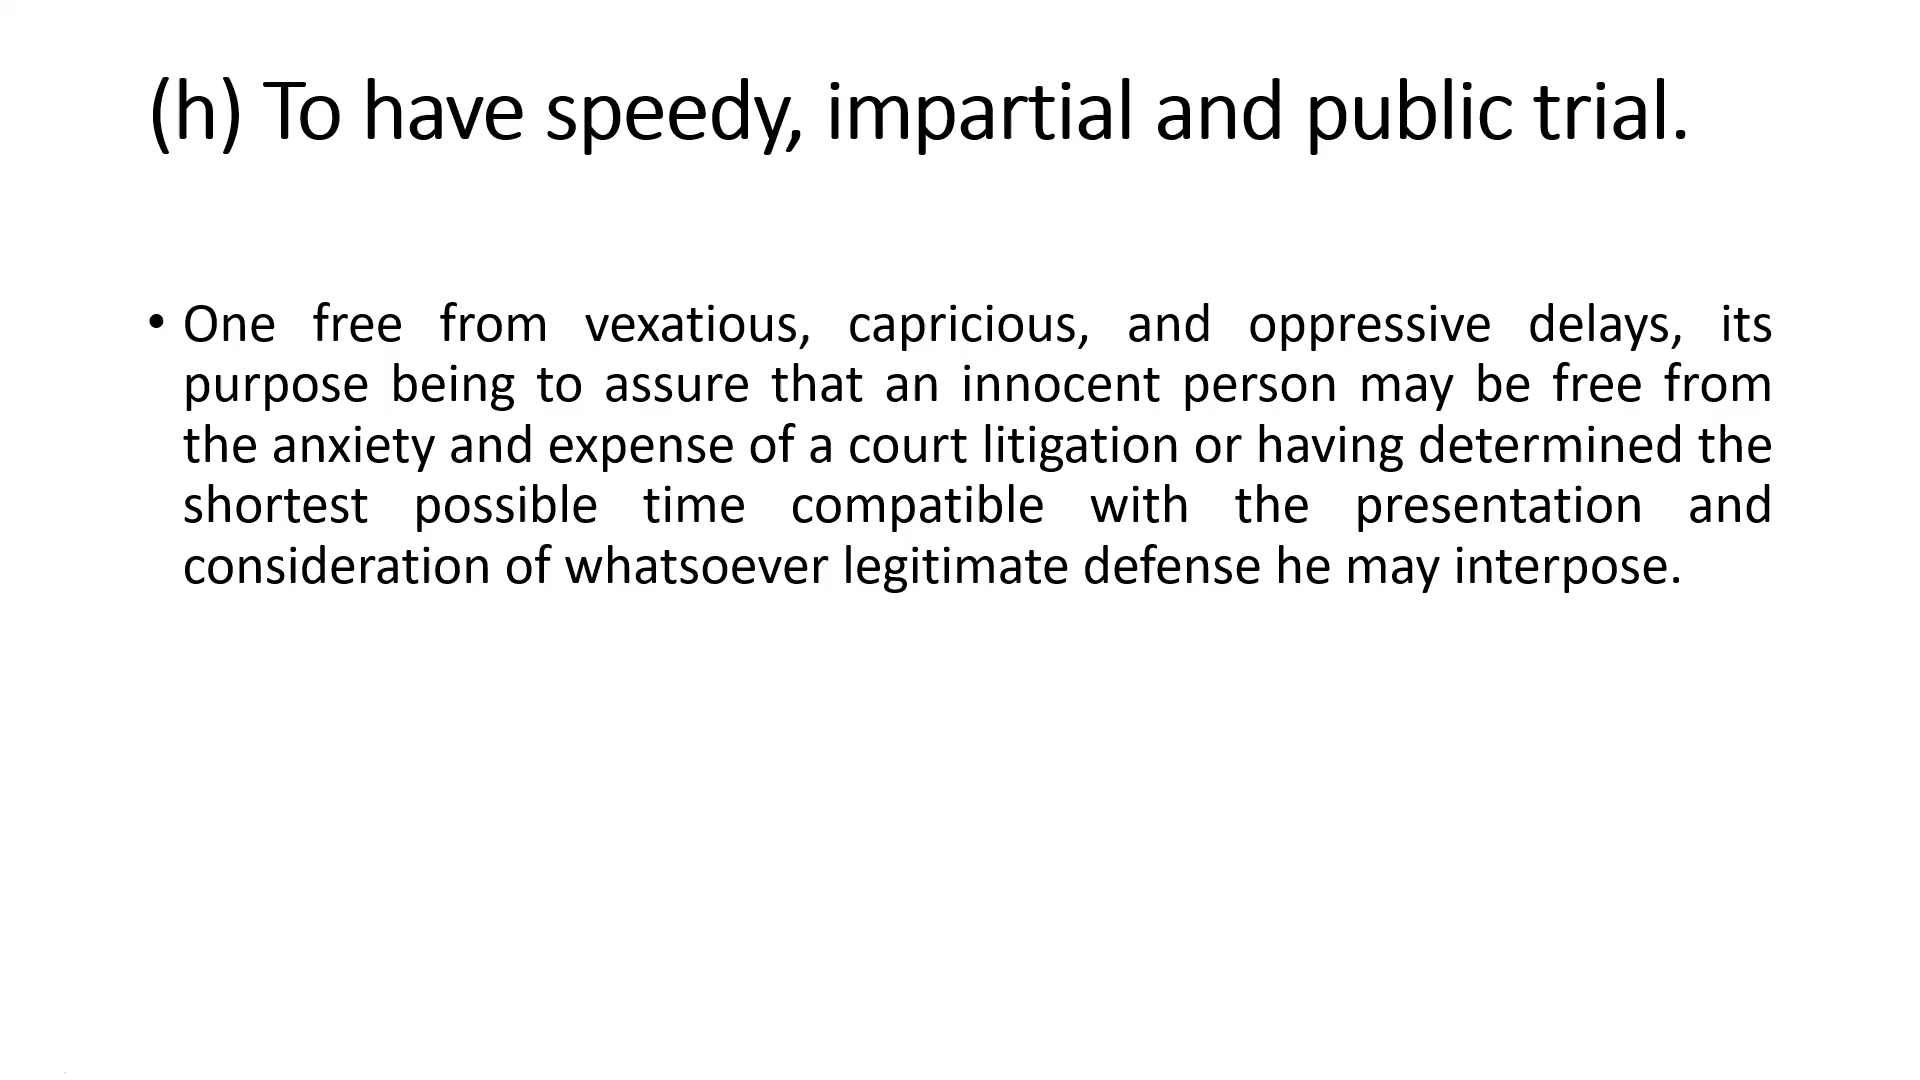 (h) To have speedy, impartial and public trial.
• One free from vexatious, capricious, and oppressive delays, its
purpose being to assure that an innocent person may be free from
the anxiety and expense of a court litigation or having determined the
shortest possible time compatible with the presentation and
consideration of whatsoever legitimate defense he may interpose.